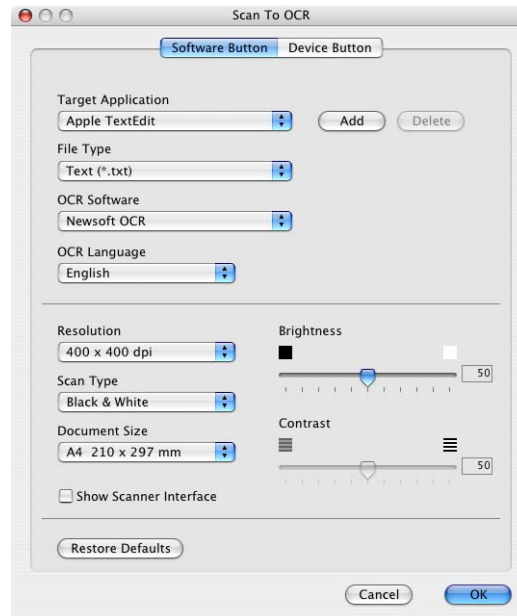 Scan To OCR
Software Button Device Button
Target Application
Apple TextEdit Add Delete
File Type
Text (*.txt)
OCR Software
Newsoft OCR
OCR Language
English
Resolution
400 x 400 dpi
Scan Type
Black & White
Document Size
A4 210 x 297 mm
Show Scanner Interface
Brightness
50
Contrast
50
Restore Defaults
Cancel OK